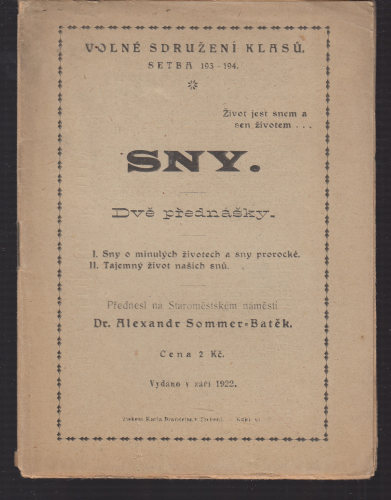 VOLNÉ SDRUŽENÍ KLASŮ.
SETBA 193-194.
Život jest snem a
sen životem . . .
SNY.
Dvě přednášky.
I. Sny o minulých životech a sny prorocké.
II. Tajemný život našich snů.
Přednesl na Staroměstském náměstí
Dr. Alexandr Sommer-Batěk.
Cena 2 Kč.
Vydáno v září 1922.